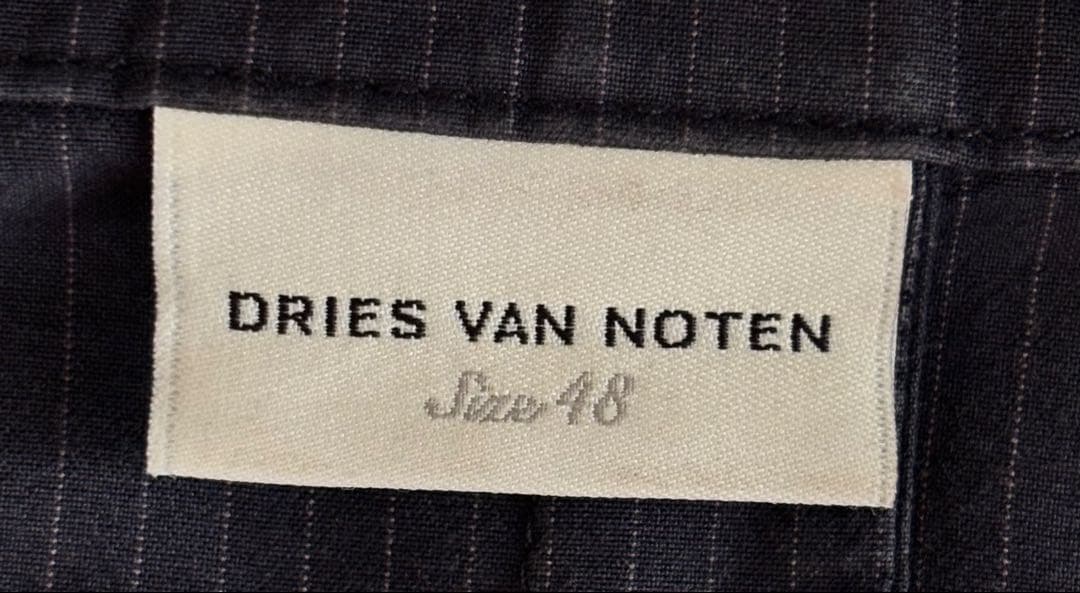 DRIES VAN NOTEN
Size 48